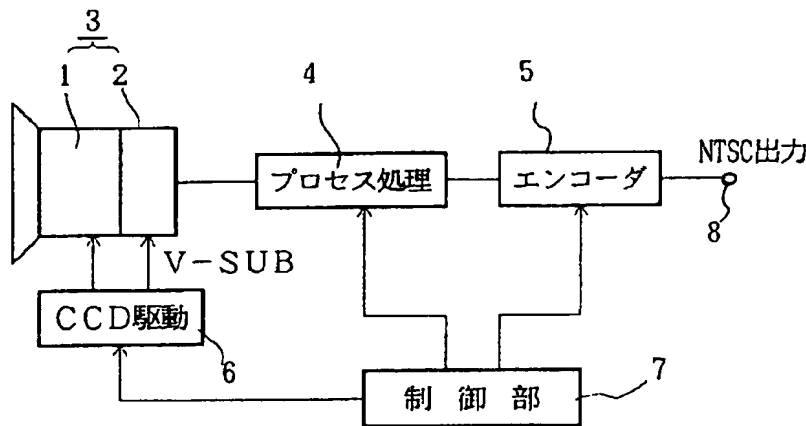 3
1 2 4 5
プロセス処理
エンコーダ
NTSC出力
8
V-SUB
CCD駆動
6
制御部
7